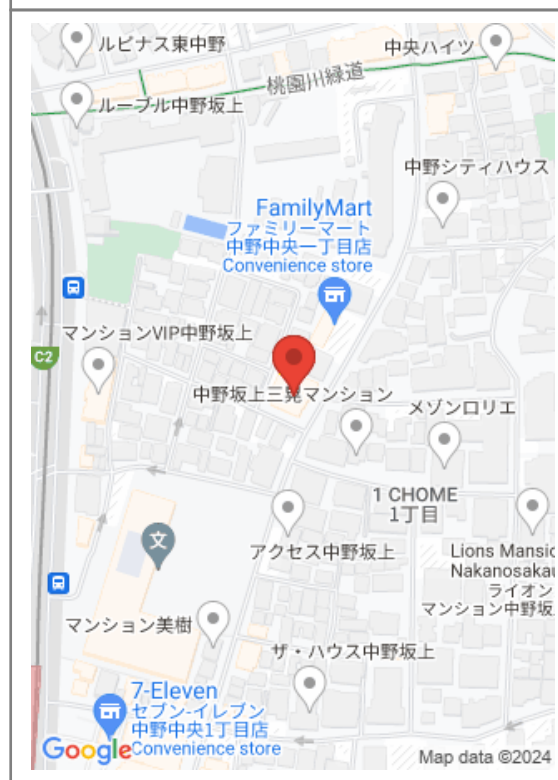 ルピナス東中野
中央ハイツ
桃園川緑道
ルーブル中野坂上
中野シティハウス
FamilyMart
ファミリーマート
中野中央一丁目店
Convenience store
マンションVIP中野坂上
C2
中野坂上三晃マンション
メゾンロリエ
1 CHOME
1丁目
文
アクセス中野坂上
Lions Mansio
Nakanosakau
ライオン
マンション中野坂
マンション美樹
ザ・ハウス中野坂上
7-Eleven
セブン-イレブン
中野中央1丁目店
Convenience store
Google
Map data ©2024